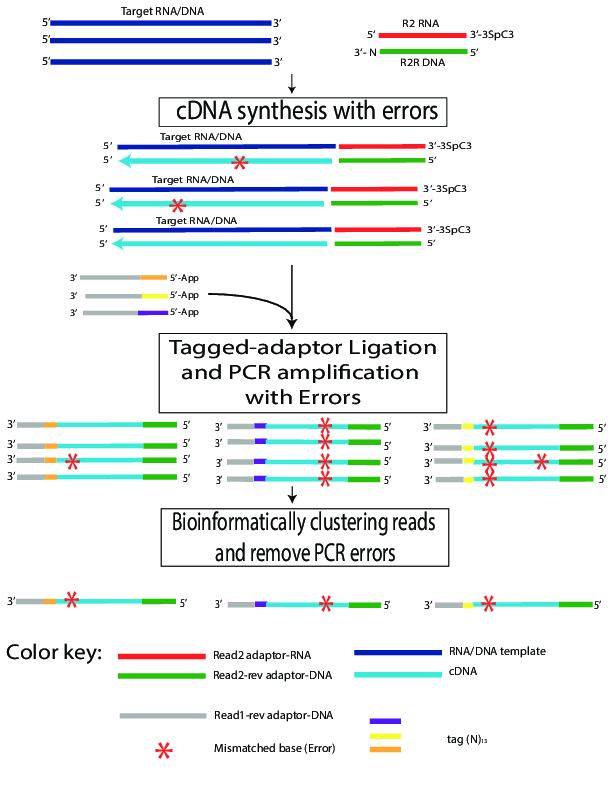 Target RNA/DNA
5’ 3’
5’ 3’
5’ 3’
R2 RNA
5’ 3’-3SpC3
3’- N 5’
R2R DNA
cDNA synthesis with errors
Target RNA/DNA
5’ 3’-3SpC3
5’ 5’
Target RNA/DNA
5’ 3’-3SpC3
5’ 5’
Target RNA/DNA
5’ 3’-3SpC3
5’ 5’
3’ 5’-App
3’ 5’-App
3’ 5’-App
Tagged-adaptor Ligation
and PCR amplification
with Errors
3’ 5’ 3’ 5’ 3’ 5’
3’ 5’ 3’ 5’ 3’ 5’
3’ 5’ 3’ 5’ 3’ 5’
3’ 5’ 3’ 5’ 3’ 5’
Bioinformatically clustering reads
and remove PCR errors
3’ 5’ 3’ 5’ 3’ 5’
Color key:
Read2 adaptor-RNA
RNA/DNA template
Read2-rev adaptor-DNA
cDNA
Read1-rev adaptor-DNA
Mismatched base (Error)
tag (N)₁₃